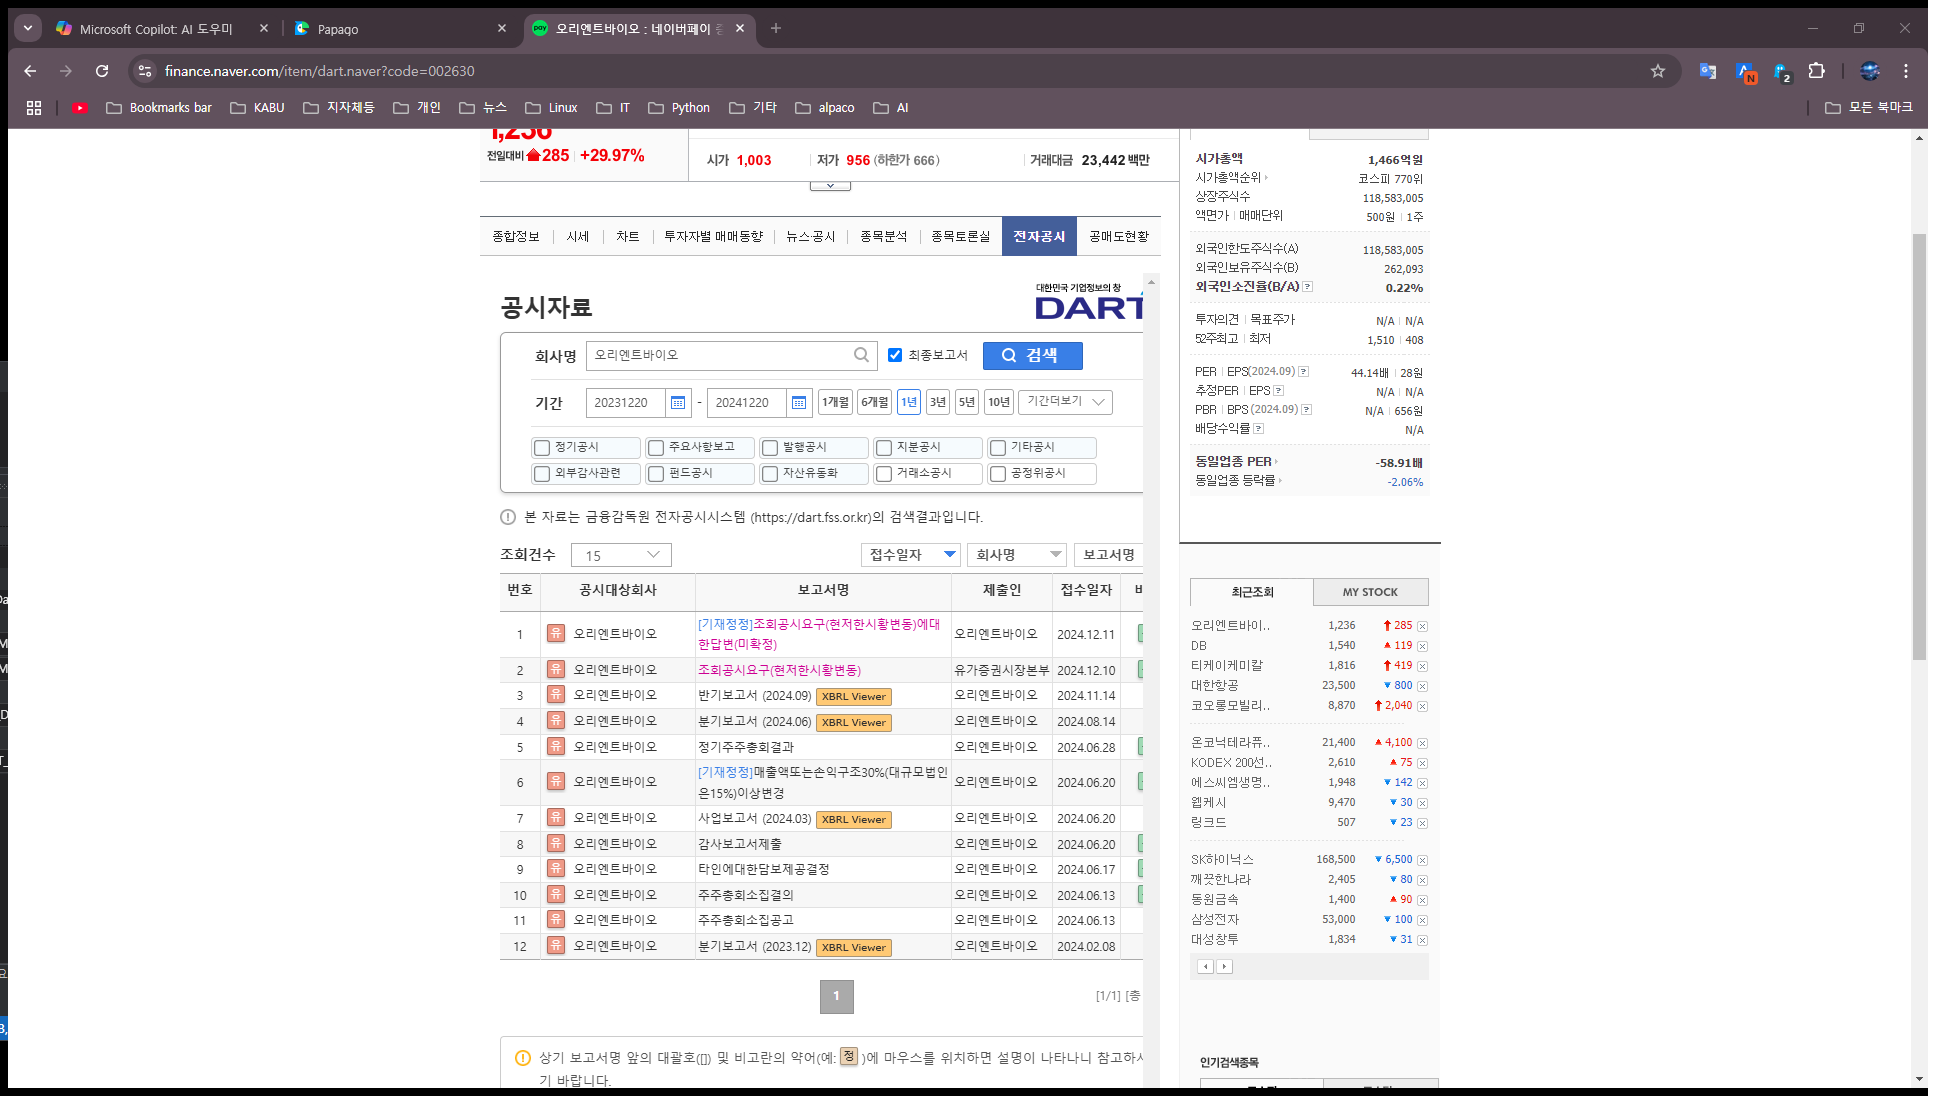 Microsoft Copilot: AI 도우미
Papago
오리엔트바이오 : 네이버페이 증
finance.naver.com/item/dart.naver?code=002630
N
2
Bookmarks bar
KABU
지자체등
개인
뉴스
Linux
IT
Python
기타
alpaco
AI
모든 북마크
1,236
전일대비 285 +29.97%
시가 1,003
저가 956 (하한가 666)
거래대금 23,442 백만
종합정보 시세 차트 투자자별 매매동향 뉴스·공시 종목분석 종목토론실 전자공시 공매도현황
공시자료
대한민국 기업정보의 창
DART
회사명 오리엔트바이오 최종보고서 검색
기간 20231220 - 20241220 1개월 6개월 1년 3년 5년 10년 기간더보기
정기공시 주요사항보고 발행공시 지분공시 기타공시
외부감사관련 펀드공시 자산유동화 거래소공시 공정위공시
본 자료는 금융감독원 전자공시시스템 (https://dart.fss.or.kr)의 검색결과입니다.
조회건수 15 접수일자 회사명 보고서명
번호 공시대상회사 보고서명 제출인 접수일자
1 유 오리엔트바이오 [기재정정]조회공시요구(현저한시황변동)에대
한답변(미확정) 오리엔트바이오 2024.12.11
2 유 오리엔트바이오 조회공시요구(현저한시황변동) 유가증권시장본부 2024.12.10
3 유 오리엔트바이오 반기보고서 (2024.09) XBRL Viewer 오리엔트바이오 2024.11.14
4 유 오리엔트바이오 분기보고서 (2024.06) XBRL Viewer 오리엔트바이오 2024.08.14
5 유 오리엔트바이오 정기주주총회결과 오리엔트바이오 2024.06.28
6 유 오리엔트바이오 [기재정정]매출액또는손익구조30%(대규모법인
은15%)이상변경 오리엔트바이오 2024.06.20
7 유 오리엔트바이오 사업보고서 (2024.03) XBRL Viewer 오리엔트바이오 2024.06.20
8 유 오리엔트바이오 감사보고서제출 오리엔트바이오 2024.06.20
9 유 오리엔트바이오 타인에대한담보제공결정 오리엔트바이오 2024.06.17
10 유 오리엔트바이오 주주총회소집결의 오리엔트바이오 2024.06.13
11 유 오리엔트바이오 주주총회소집공고 오리엔트바이오 2024.06.13
12 유 오리엔트바이오 분기보고서 (2023.12) XBRL Viewer 오리엔트바이오 2024.02.08
1
[1/1] [총
상기 보고서명 앞의 대괄호([]) 및 비고란의 약어(예: 정 )에 마우스를 위치하면 설명이 나타나니 참고하시
기 바랍니다.
시가총액 1,466억원
시가총액순위 코스피 770위
상장주식수 118,583,005
액면가 매매단위 500원 1주
외국인한도주식수(A) 118,583,005
외국인보유주식수(B) 262,093
외국인소진율(B/A) ? 0.22%
투자의견 목표주가 N/A N/A
52주최고 최저 1,510 408
PER EPS(2024.09) ? 44.14배 28원
추정PER EPS ? N/A N/A
PBR BPS (2024.09) ? N/A 656원
배당수익률 ? N/A
동일업종 PER -58.91배
동일업종 등락률 -2.06%
최근조회 MY STOCK
오리엔트바이.. 1,236 285
DB 1,540 119
티케이케미칼 1,816 419
대한항공 23,500 800
코오롱모빌리.. 8,870 2,040
온코닉테라퓨.. 21,400 4,100
KODEX 200선.. 2,610 75
에스씨엠생명.. 1,948 142
웹케시 9,470 30
링크드 507 23
SK하이닉스 168,500 6,500
깨끗한나라 2,405 80
동원금속 1,400 90
삼성전자 53,000 100
대성창투 1,834 31
인기검색종목